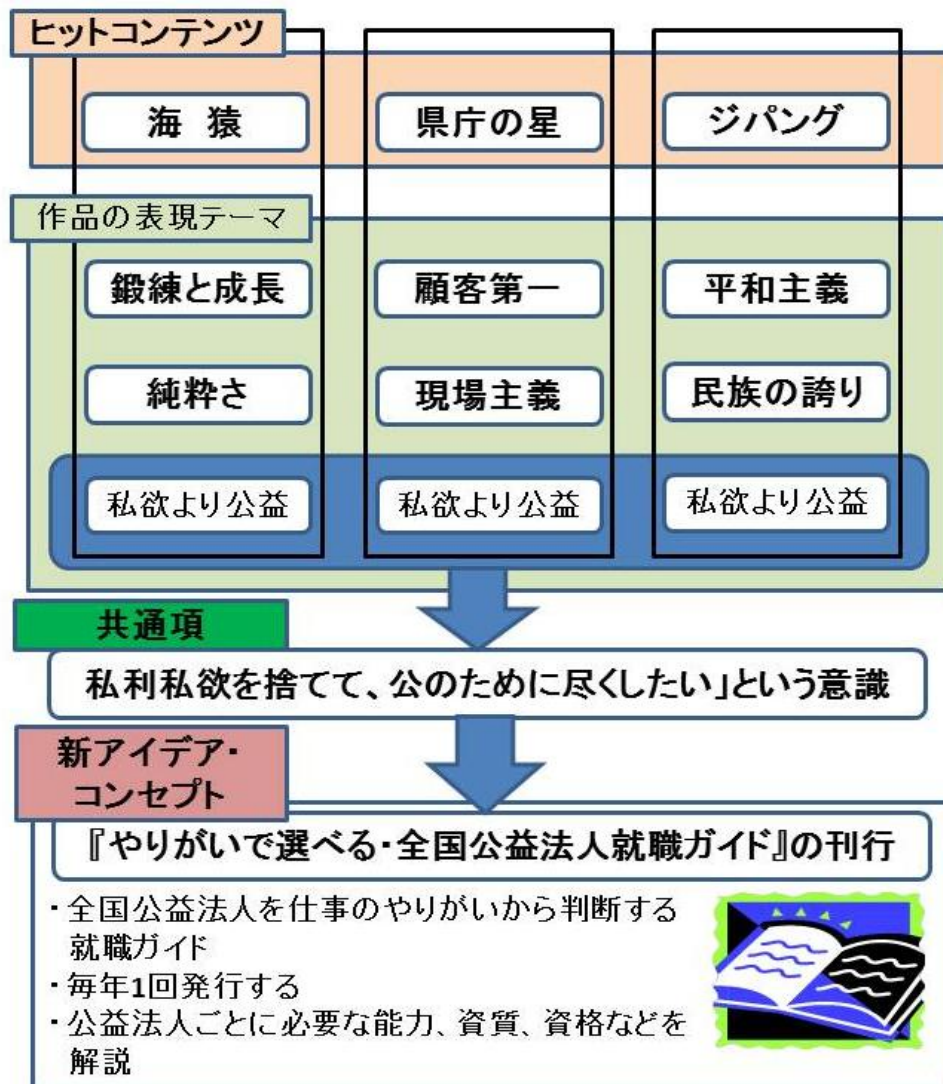 ヒットコンテンツ
海 猿
県庁の星
ジパング
作品の表現テーマ
鍛練と成長
顧客第一
平和主義
純粋さ
現場主義
民族の誇り
私欲より公益
私欲より公益
私欲より公益
共通項
私利私欲を捨てて、公のために尽くしたい」という意識
新アイデア・
コンセプト
『やりがいで選べる・全国公益法人就職ガイド』の刊行
・全国公益法人を仕事のやりがいから判断する
就職ガイド
・毎年1回発行する
・公益法人ごとに必要な能力、資質、資格などを
解説